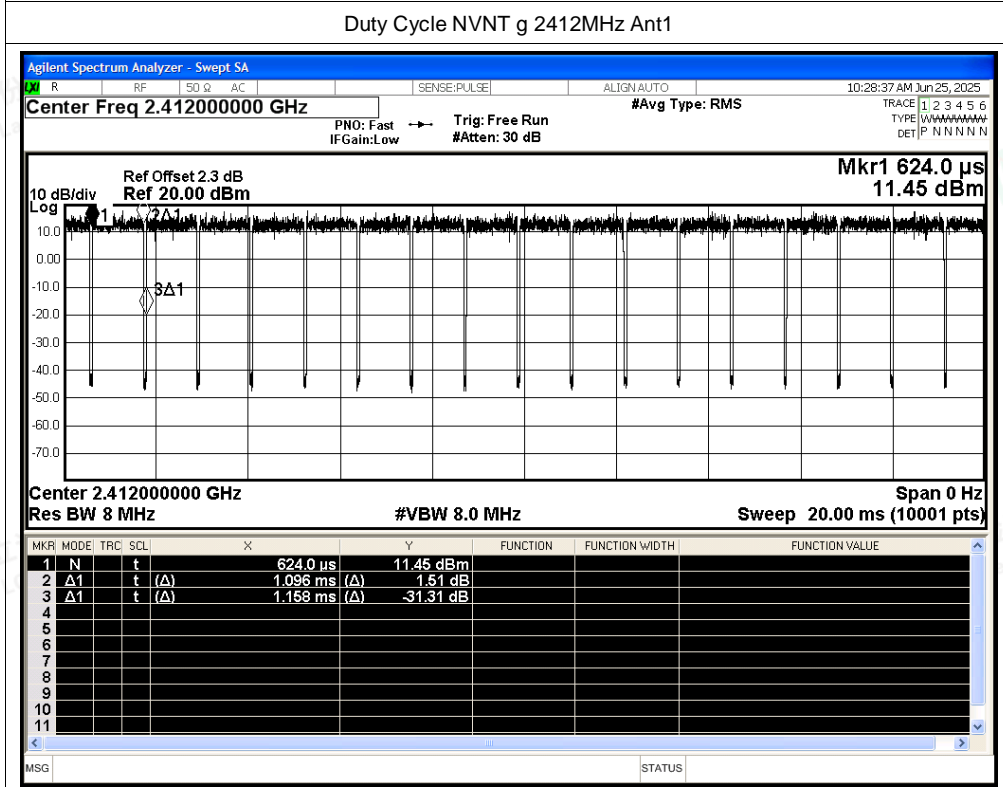 Duty Cycle NVNT g 2412MHz Ant1
Agilent Spectrum Analyzer - Swept SA
LXI R RF 50 Ω AC SENSE:PULSE ALIGN AUTO 10:28:37 AM Jun 25, 2025
Center Freq 2.412000000 GHz #Avg Type: RMS TRACE 1 2 3 4 5 6
PNO: Fast Trig: Free Run TYPE WWWWWW
IFGain:Low #Atten: 30 dB DET P N N N N N
Mkr1 624.0 µs
Ref Offset 2.3 dB
10 dB/div Ref 20.00 dBm 11.45 dBm
Log
1 2Δ1
10.0
0.00
-10.0 3Δ1
-20.0
-30.0
-40.0
-50.0
-60.0
-70.0
Center 2.412000000 GHz Span 0 Hz
Res BW 8 MHz #VBW 8.0 MHz Sweep 20.00 ms (10001 pts)
MKR MODE TRC SCL X Y FUNCTION FUNCTION WIDTH FUNCTION VALUE
1 N t 624.0 µs 11.45 dBm
2 Δ1 t (Δ) 1.096 ms (Δ) 1.51 dB
3 Δ1 t (Δ) 1.158 ms (Δ) -31.31 dB
4
5
6
7
8
9
10
11
MSG STATUS